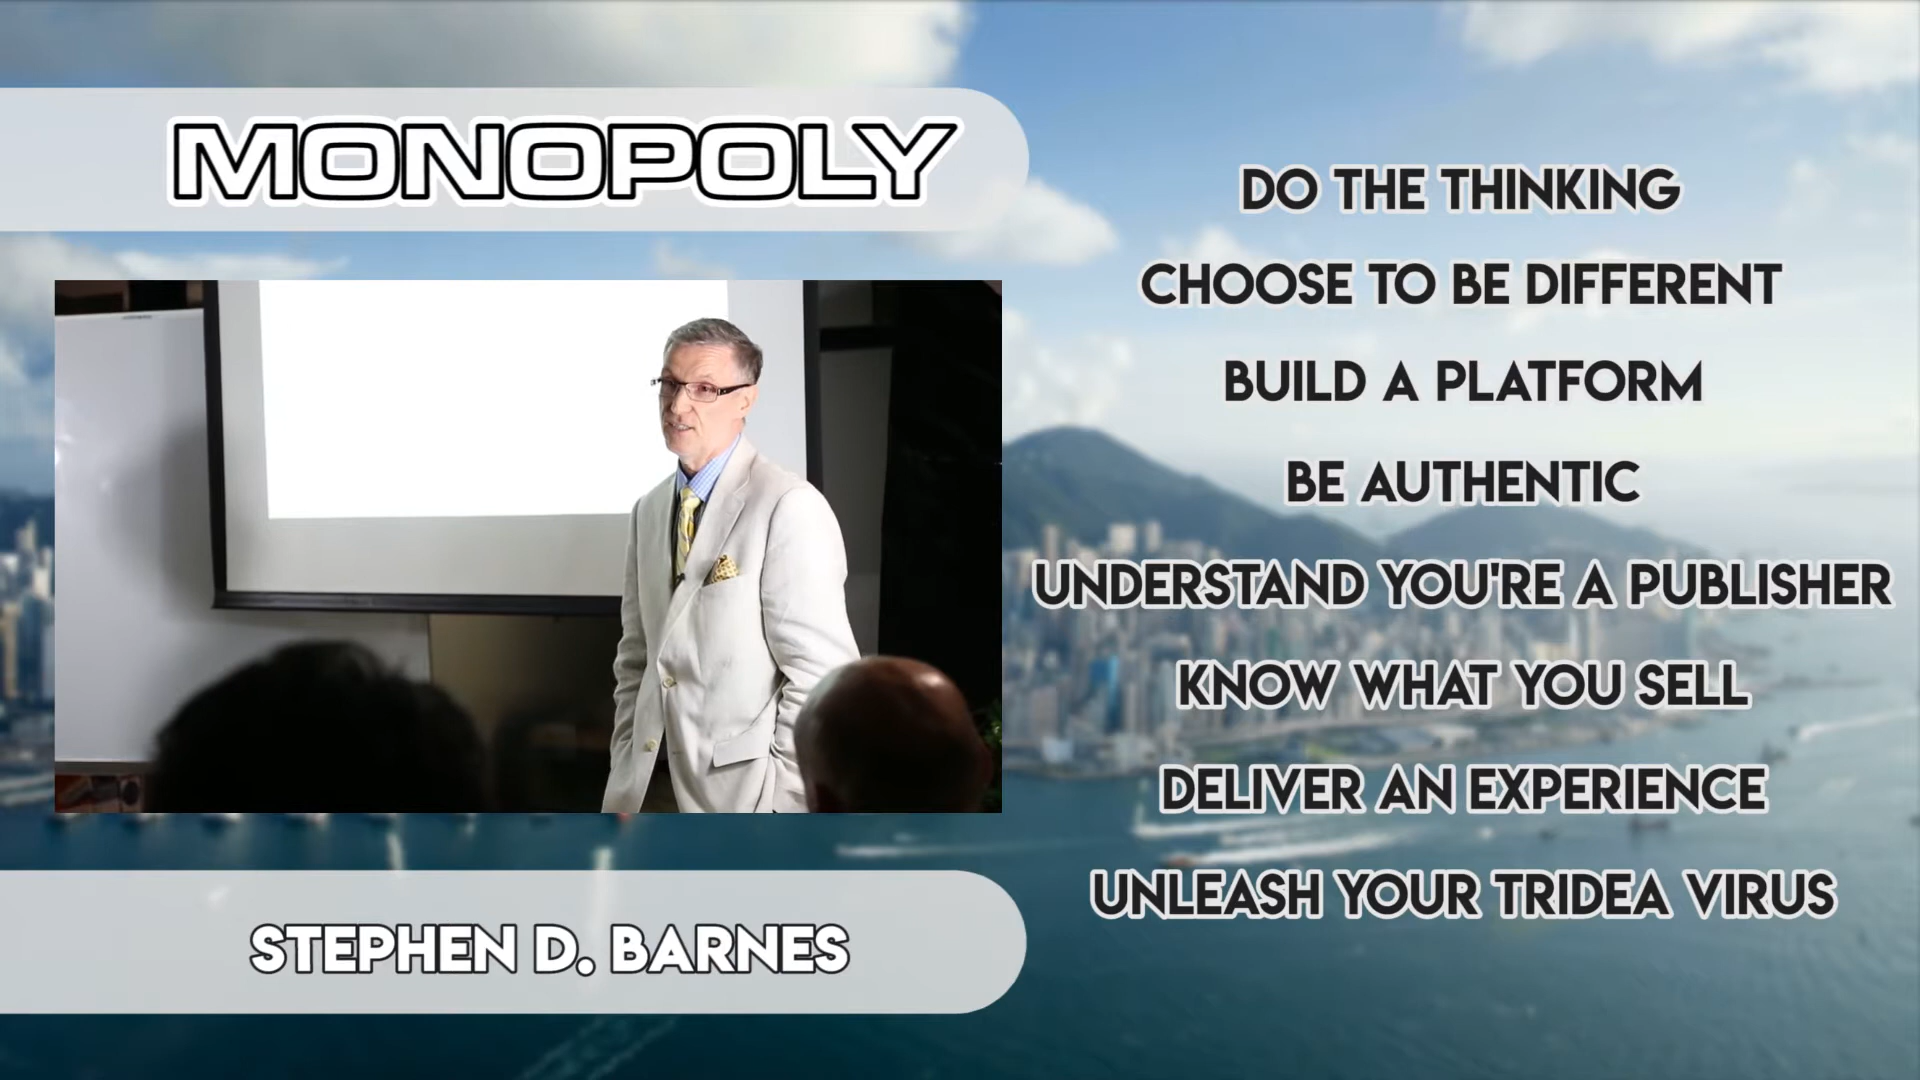 MONOPOLY
STEPHEN D. BARNES
DO THE THINKING
CHOOSE TO BE DIFFERENT
BUILD A PLATFORM
BE AUTHENTIC
UNDERSTAND YOU'RE A PUBLISHER
KNOW WHAT YOU SELL
DELIVER AN EXPERIENCE
UNLEASH YOUR TRIDEA VIRUS